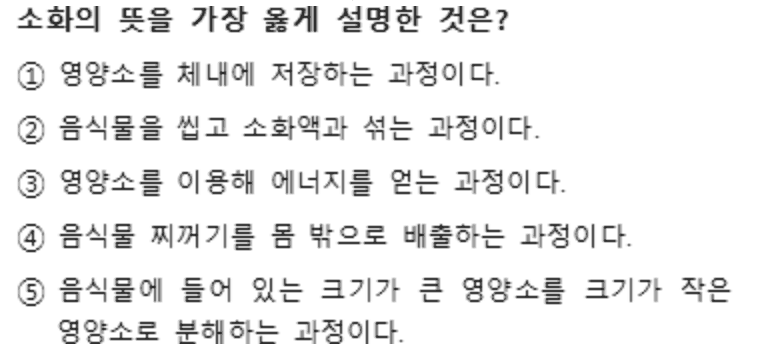 소화의 뜻을 가장 옳게 설명한 것은?
① 영양소를 체내에 저장하는 과정이다.
② 음식물을 씹고 소화액과 섞는 과정이다.
③ 영양소를 이용해 에너지를 얻는 과정이다.
④ 음식물 찌꺼기를 몸 밖으로 배출하는 과정이다.
⑤ 음식물에 들어 있는 크기가 큰 영양소를 크기가 작은
영양소로 분해하는 과정이다.